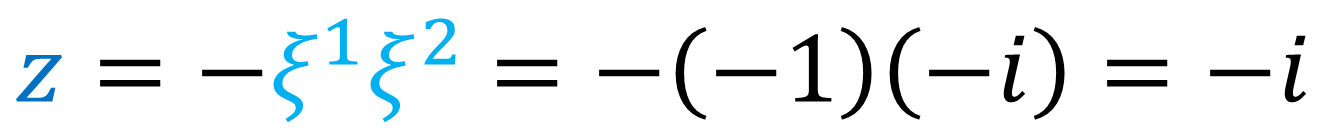 z = −ξ¹ξ² = −(−1)(−i) = −i